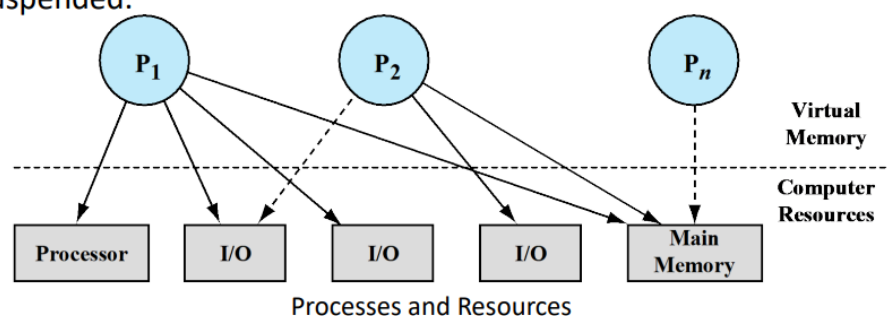 P1
P2
Pn
Virtual
Memory
Computer
Resources
Processor
I/O
I/O
I/O
Main
Memory
Processes and Resources